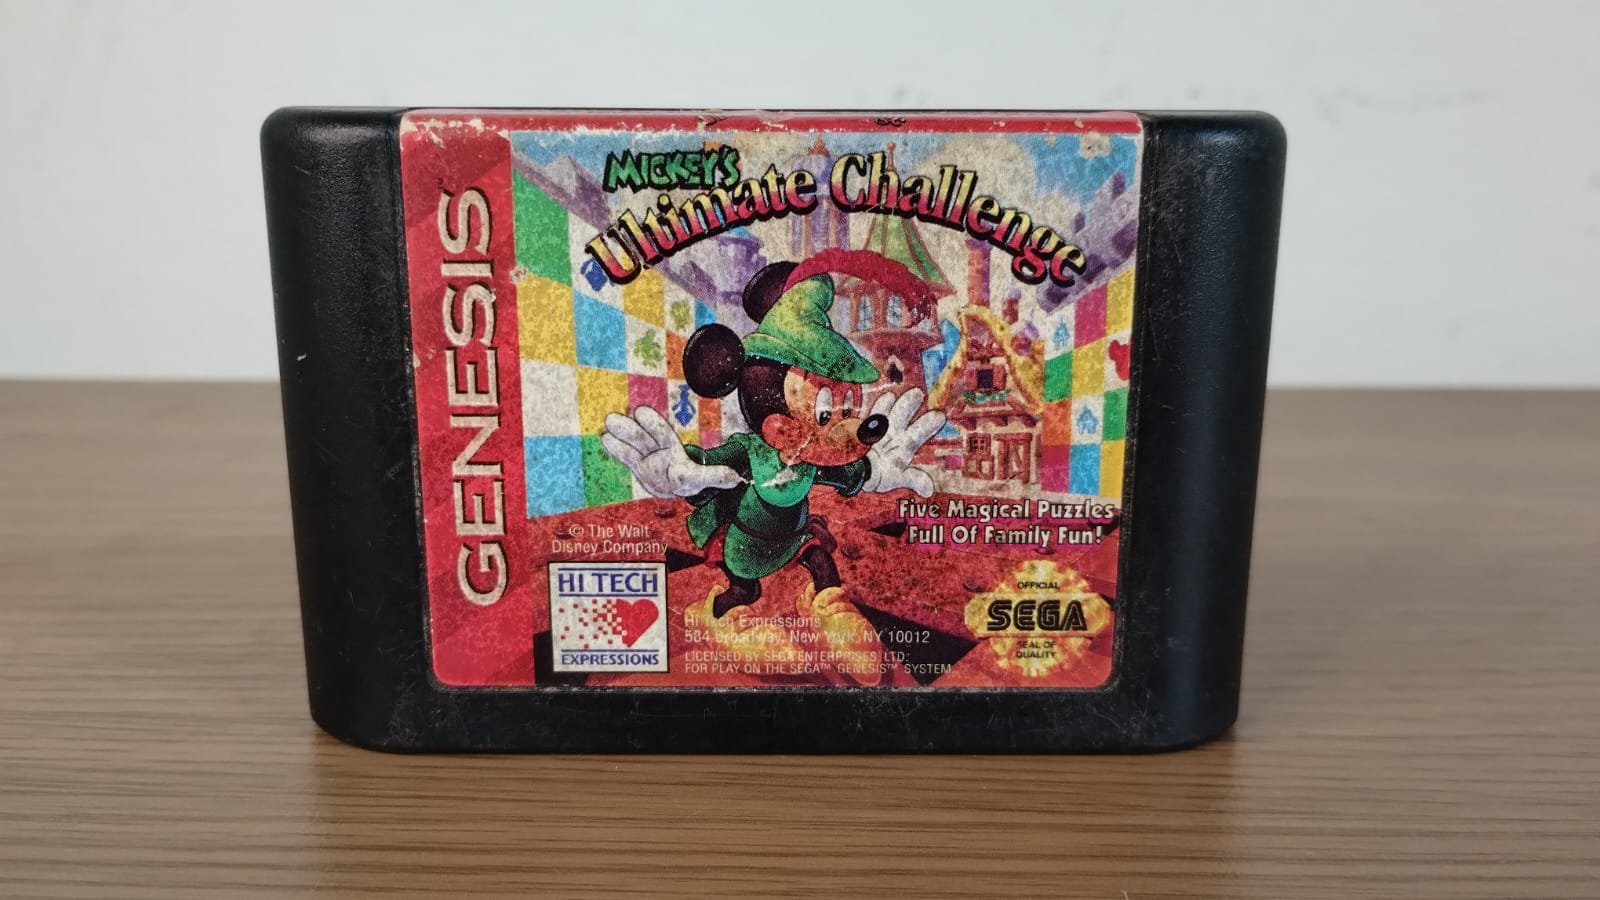 GENESIS
MICKEY'S
Ultimate Challenge
Five Magical Puzzles
Full Of Family Fun!
© The Walt
Disney Company
HI TECH
EXPRESSIONS
Hi Tech Expressions
584 Broadway, New York, NY 10012
LICENSED BY SEGA ENTERPRISES LTD.
FOR PLAY ON THE SEGA™ GENESIS™ SYSTEM.
OFFICIAL
SEGA
SEAL OF
QUALITY